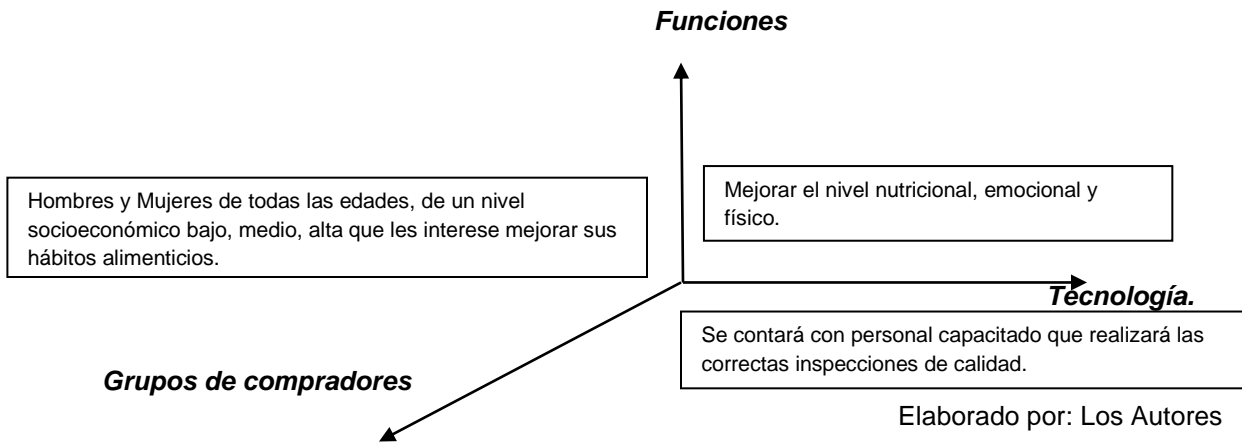 Funciones
Hombres y Mujeres de todas las edades, de un nivel
socioeconómico bajo, medio, alta que les interese mejorar sus
hábitos alimenticios.
Mejorar el nivel nutricional, emocional y
físico.
Tecnología.
Se contará con personal capacitado que realizará las
correctas inspecciones de calidad.
Grupos de compradores
Elaborado por: Los Autores